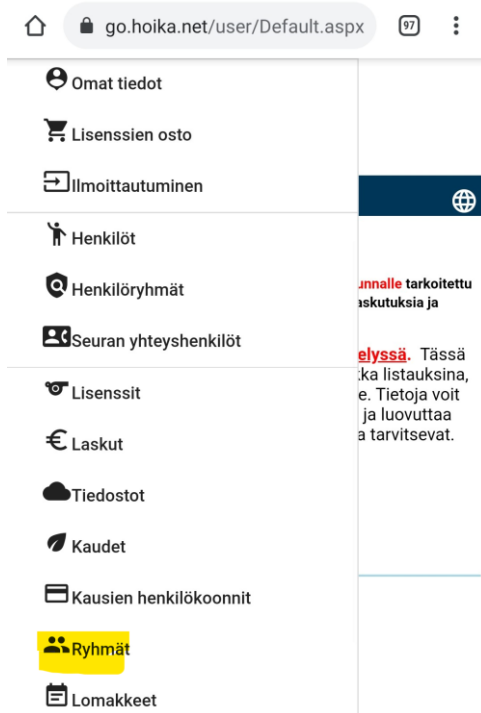 go.hoika.net/user/Default.aspx
97
Omat tiedot
Lisenssien osto
Ilmoittautuminen
Henkilöt
Henkilöryhmät
Seuran yhteyshenkilöt
Lisenssit
Laskut
Tiedostot
Kaudet
Kausien henkilökoonnit
Ryhmät
Lomakkeet
unnalle tarkoitettu
askutuksia ja
elyssä. Tässä
kka listauksina,
e. Tietoja voit
ja luovuttaa
a tarvitsevat.